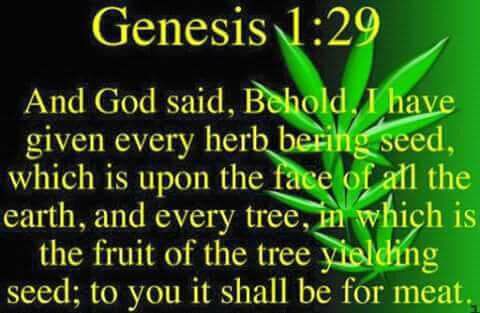 Genesis 1:29
And God said, Behold, I have
given every herb bering seed,
which is upon the face of all the
earth, and every tree, in which is
the fruit of the tree yielding
seed; to you it shall be for meat.